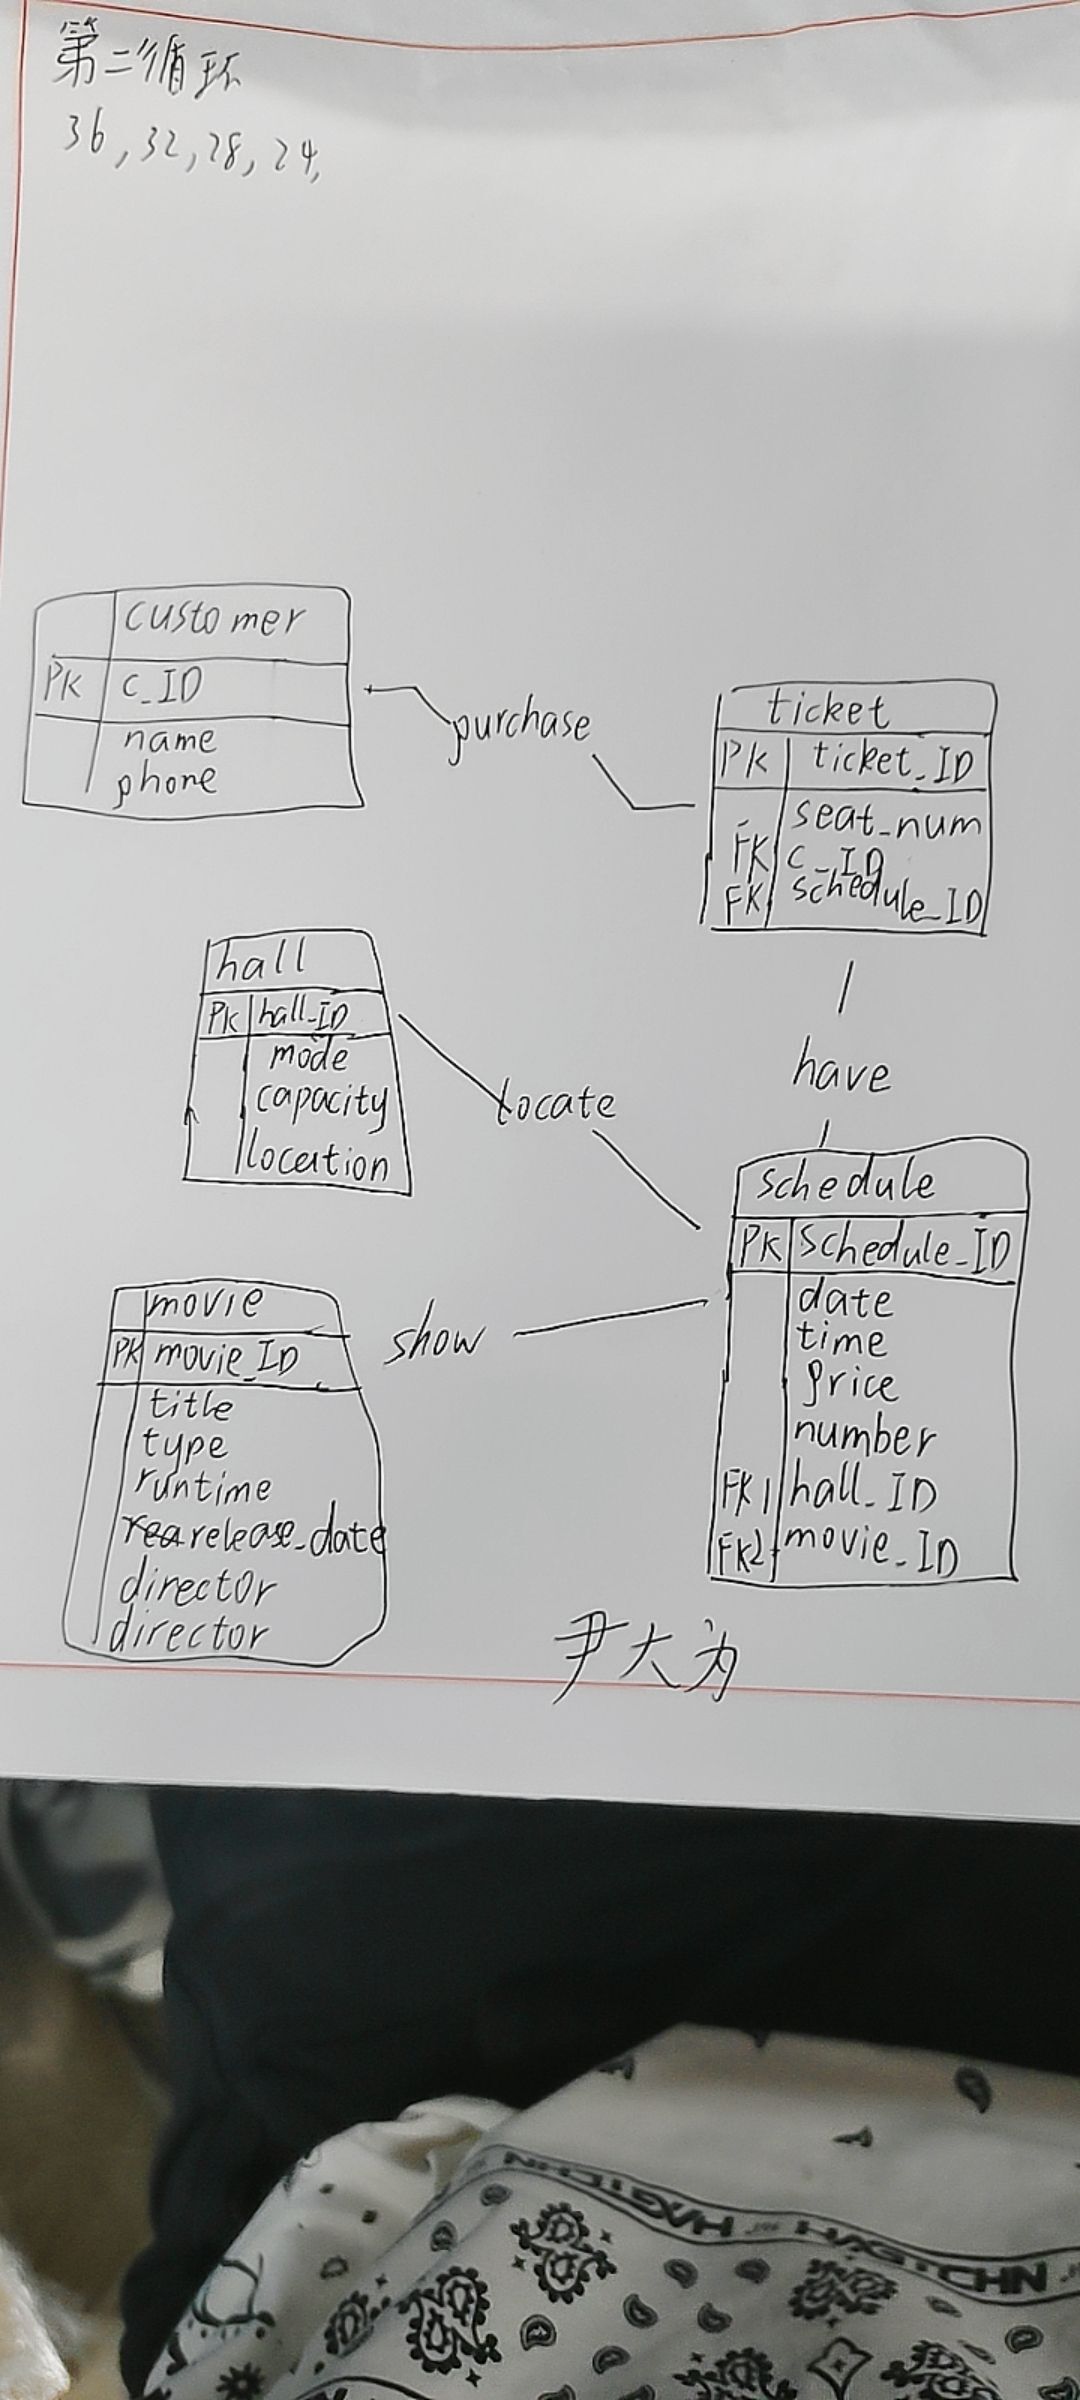 第二循环
36,32,28,24,
customer
PK c_ID
name
phone
purchase
ticket
PK ticket_ID
seat_num
FK c_ID
FK schedule_ID
hall
PK hall_ID
mode
capacity
location
locate
have
schedule
PK schedule_ID
date
time
price
number
FK1 hall_ID
FK2 movie_ID
movie
PK movie_ID
title
type
runtime
release_date
director
director
show
尹大为